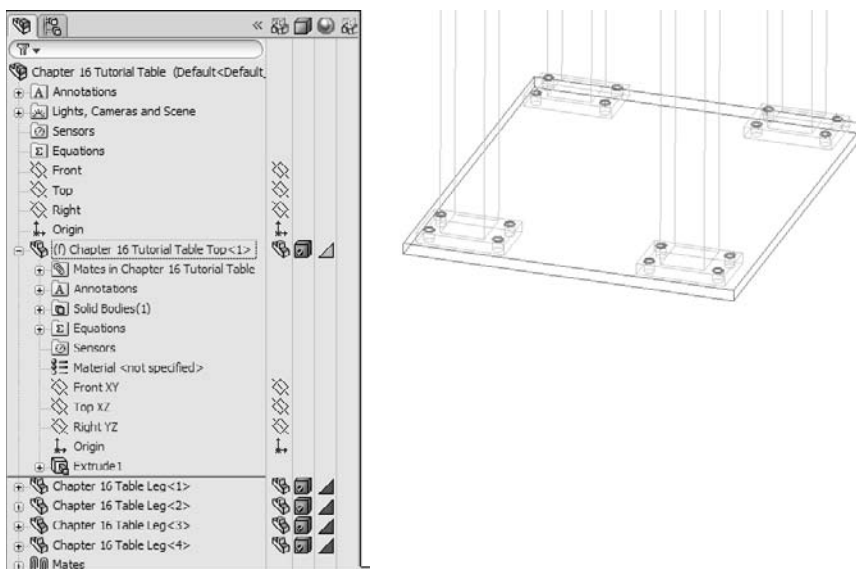 Chapter 16 Tutorial Table (Default<Default_
Annotations
Lights, Cameras and Scene
Sensors
Equations
Front
Top
Right
Origin
(f) Chapter 16 Tutorial Table Top<1>
Mates in Chapter 16 Tutorial Table
Annotations
Solid Bodies(1)
Equations
Sensors
Material <not specified>
Front XY
Top XZ
Right YZ
Origin
Extrude1
Chapter 16 Table Leg<1>
Chapter 16 Table Leg<2>
Chapter 16 Table Leg<3>
Chapter 16 Table Leg<4>
Mates